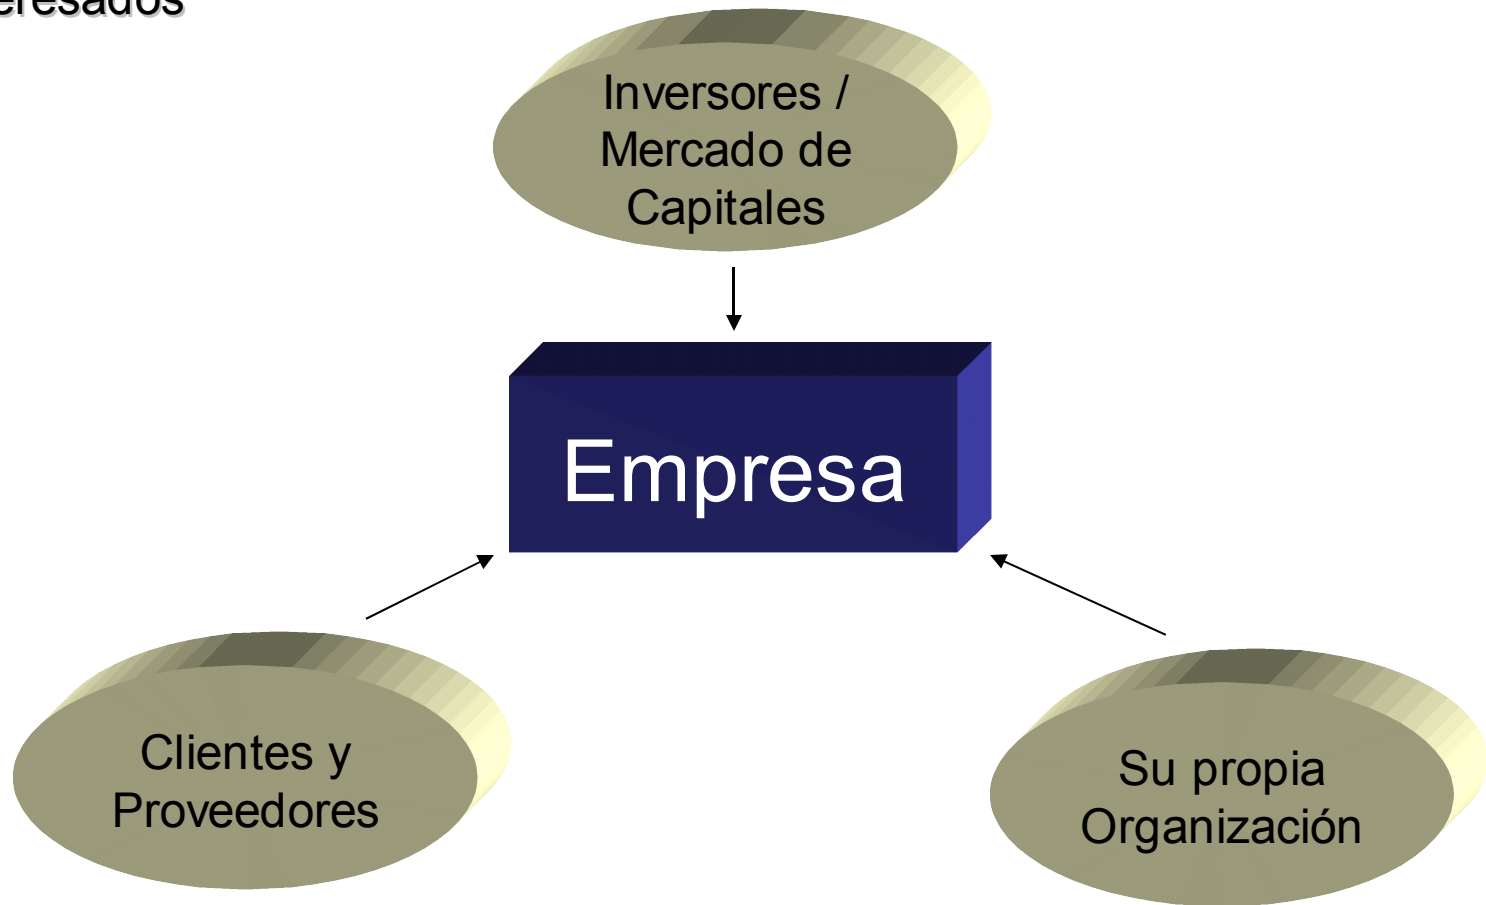 Inversores /
Mercado de
Capitales
Empresa
Clientes y
Proveedores
Su propia
Organización